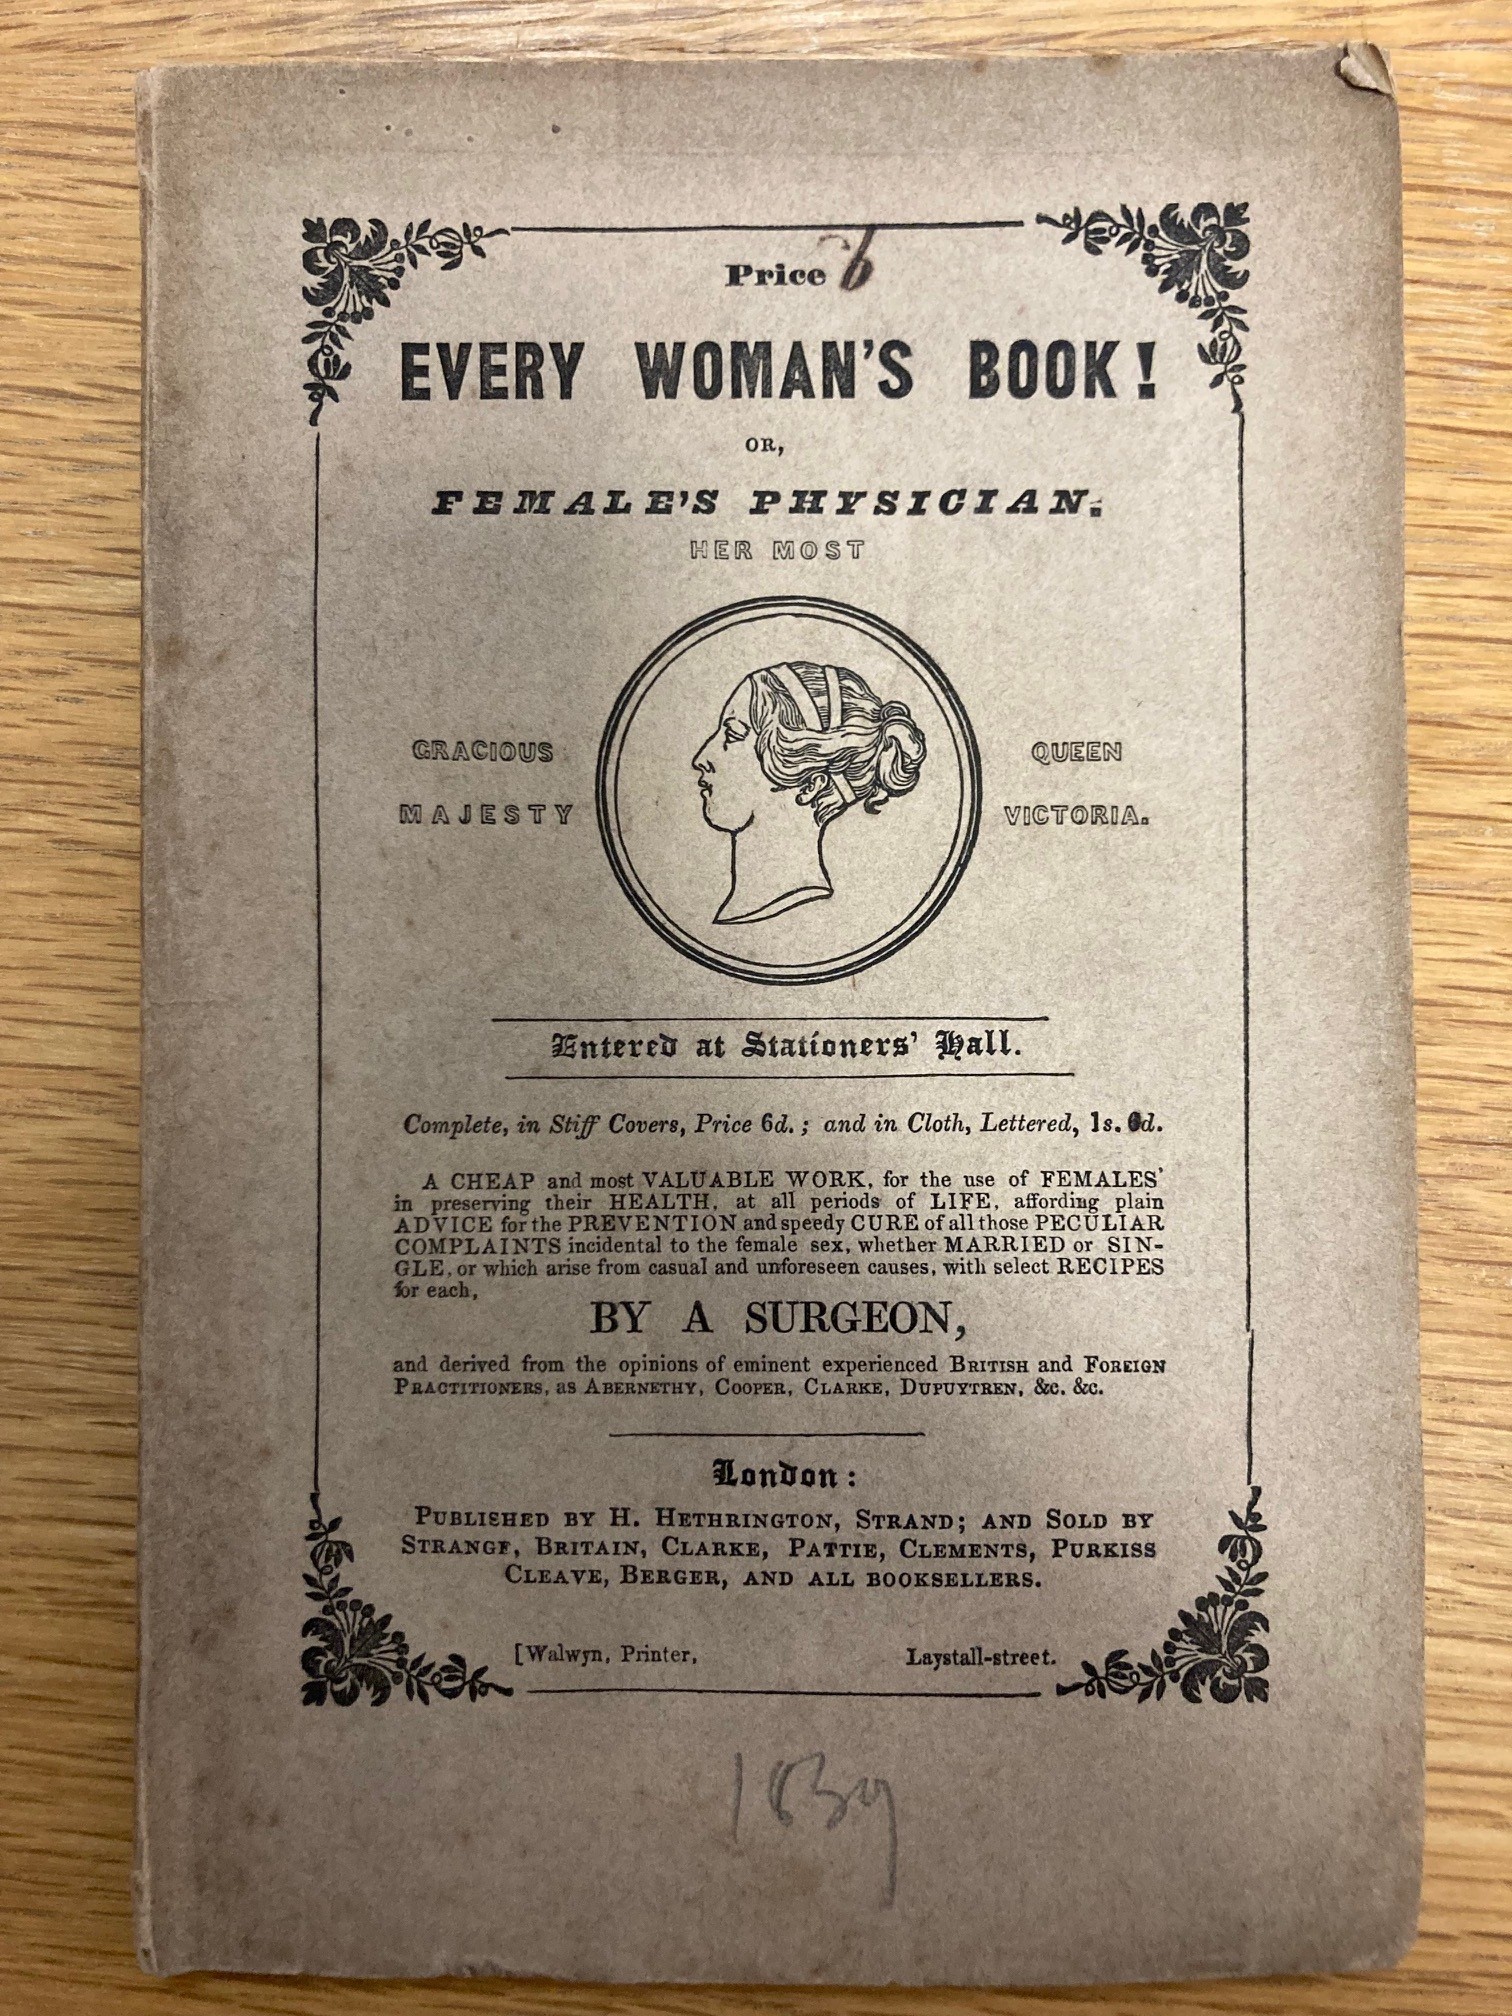 Price 6
EVERY WOMAN'S BOOK!
OR,
FEMALE'S PHYSICIAN.
HER MOST
GRACIOUS QUEEN
MAJESTY VICTORIA.
Entered at Stationers' Hall.
Complete, in Stiff Covers, Price 6d.; and in Cloth, Lettered, 1s. 6d.
A CHEAP and most VALUABLE WORK, for the use of FEMALES'
in preserving their HEALTH, at all periods of LIFE, affording plain
ADVICE for the PREVENTION and speedy CURE of all those PECULIAR
COMPLAINTS incidental to the female sex, whether MARRIED or SIN-
GLE, or which arise from casual and unforeseen causes, with select RECIPES
for each,
BY A SURGEON,
and derived from the opinions of eminent experienced BRITISH and FOREIGN
PRACTITIONERS, as ABERNETHY, COOPER, CLARKE, DUPUYTREN, &c. &c.
London:
PUBLISHED BY H. HETHRINGTON, STRAND; AND SOLD BY
STRANGE, BRITAIN, CLARKE, PATTIE, CLEMENTS, PURKISS
CLEAVE, BERGER, AND ALL BOOKSELLERS.
[Walwyn, Printer, Laystall-street.
1839